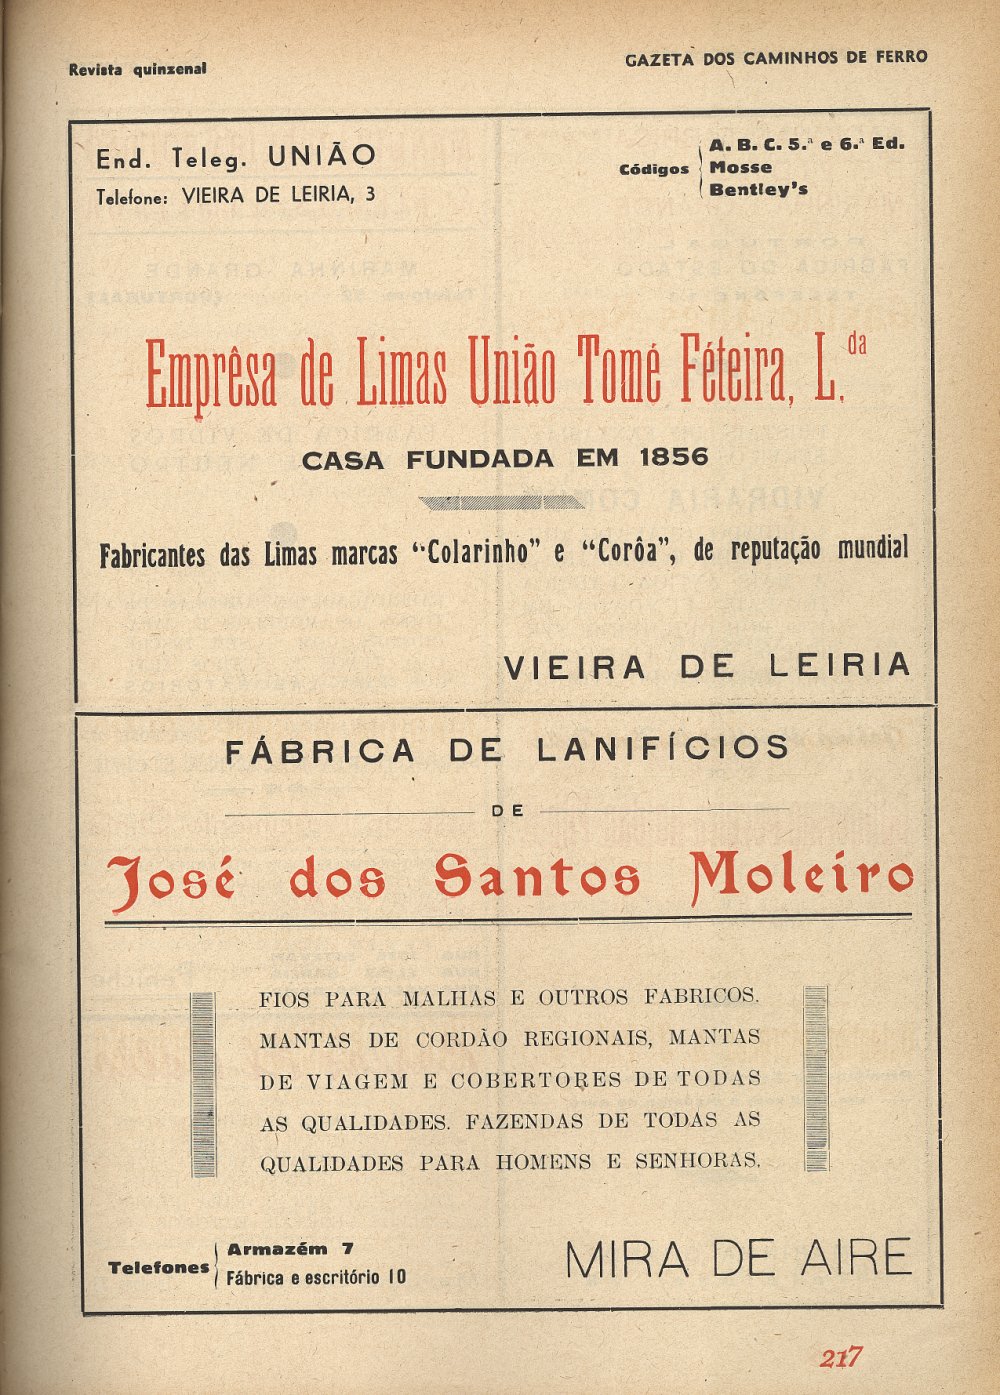 Revista quinzenal
GAZETA DOS CAMINHOS DE FERRO
End. Teleg. UNIÃO
Telefone: VIEIRA DE LEIRIA, 3
Códigos
A. B. C. 5.ª e 6.ª Ed.
Mosse
Bentley's
Emprêsa de Limas União Tomé Féteira, L.da
CASA FUNDADA EM 1856
Fabricantes das Limas marcas “Colarinho” e “Corôa”, de reputação mundial
VIEIRA DE LEIRIA
FÁBRICA DE LANIFÍCIOS
DE
José dos Santos Moleiro
FIOS PARA MALHAS E OUTROS FABRICOS.
MANTAS DE CORDÃO REGIONAIS, MANTAS
DE VIAGEM E COBERTORES DE TODAS
AS QUALIDADES. FAZENDAS DE TODAS AS
QUALIDADES PARA HOMENS E SENHORAS.
Telefones
Armazém 7
Fábrica e escritório 10
MIRA DE AIRE
217